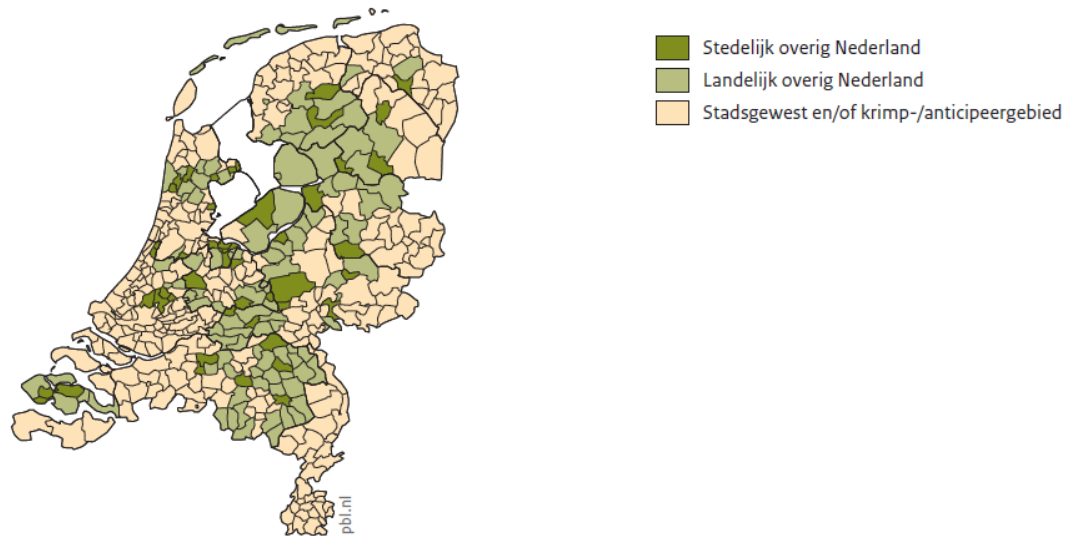 Stedelijk overig Nederland
Landelijk overig Nederland
Stadsgewest en/of krimp-/anticipeergebied
pbl.nl